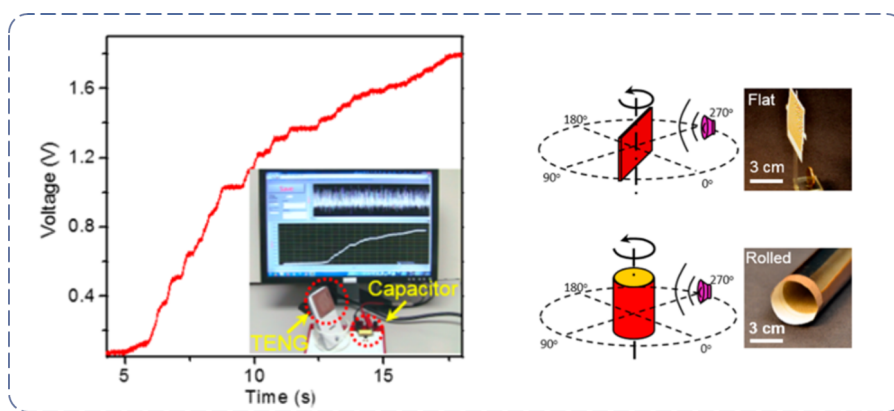 Voltage (V)
1.6
1.2
0.8
0.4
5
10
15
Time (s)
TENG
Capacitor
180°
270°
90°
0°
Flat
3 cm
180°
270°
90°
0°
Rolled
3 cm